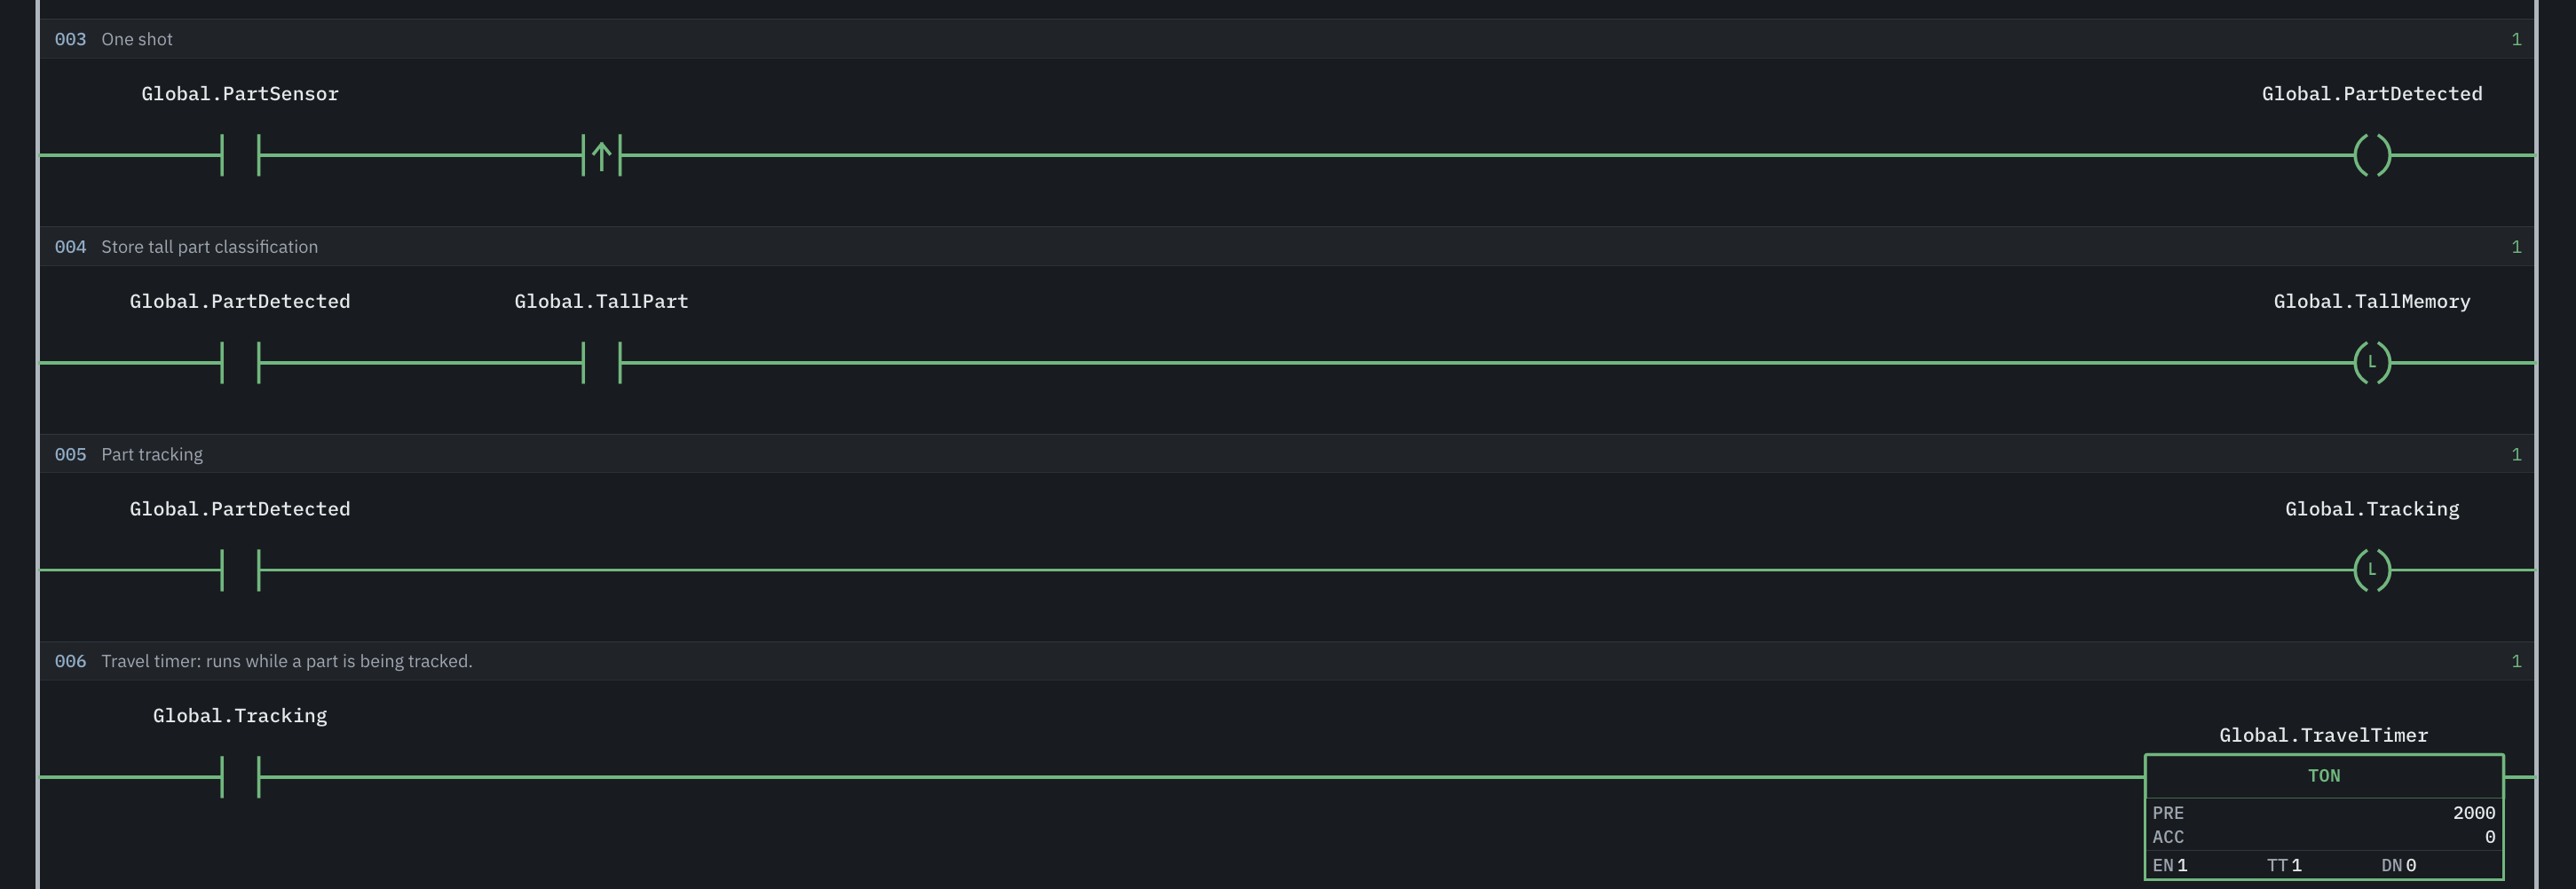 003 One shot 1
Global.PartSensor Global.PartDetected
004 Store tall part classification 1
Global.PartDetected Global.TallPart Global.TallMemory
L
005 Part tracking 1
Global.PartDetected Global.Tracking
L
006 Travel timer: runs while a part is being tracked. 1
Global.Tracking
Global.TravelTimer
TON
PRE 2000
ACC 0
EN 1 TT 1 DN 0